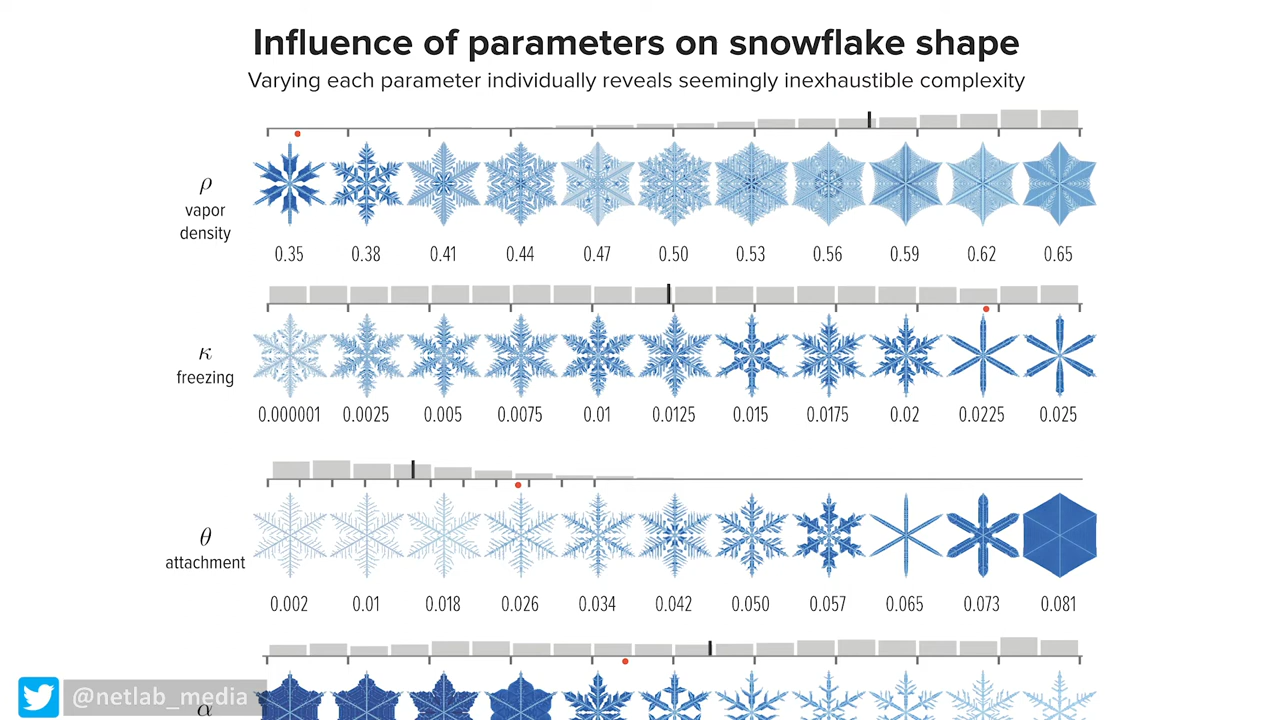 Influence of parameters on snowflake shape
Varying each parameter individually reveals seemingly inexhaustible complexity
ρ
vapor
density
0.35 0.38 0.41 0.44 0.47 0.50 0.53 0.56 0.59 0.62 0.65
κ
freezing
0.000001 0.0025 0.005 0.0075 0.01 0.0125 0.015 0.0175 0.02 0.0225 0.025
θ
attachment
0.002 0.01 0.018 0.026 0.034 0.042 0.050 0.057 0.065 0.073 0.081
α
@netlab_media